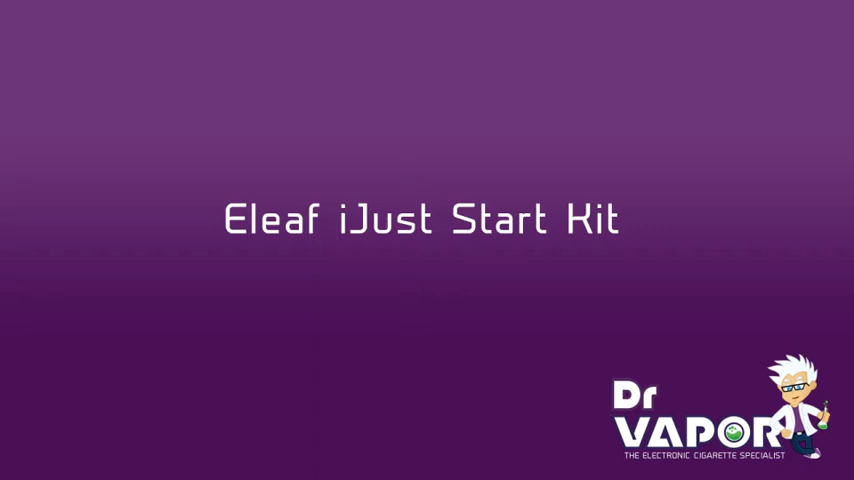 Eleaf iJust Start Kit
Dr
VAPOR
THE ELECTRONIC CIGARETTE SPECIALIST